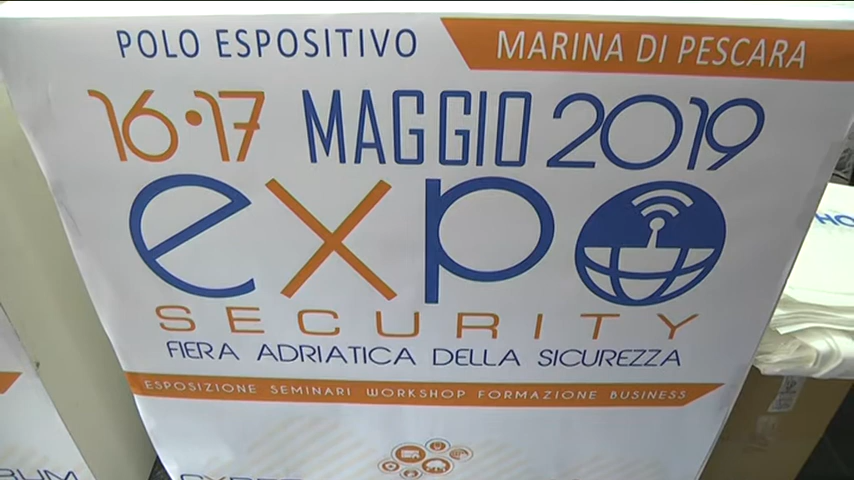 POLO ESPOSITIVO MARINA DI PESCARA
16•17 MAGGIO 2019
expo
SECURITY
FIERA ADRIATICA DELLA SICUREZZA
ESPOSIZIONE SEMINARI WORKSHOP FORMAZIONE BUSINESS